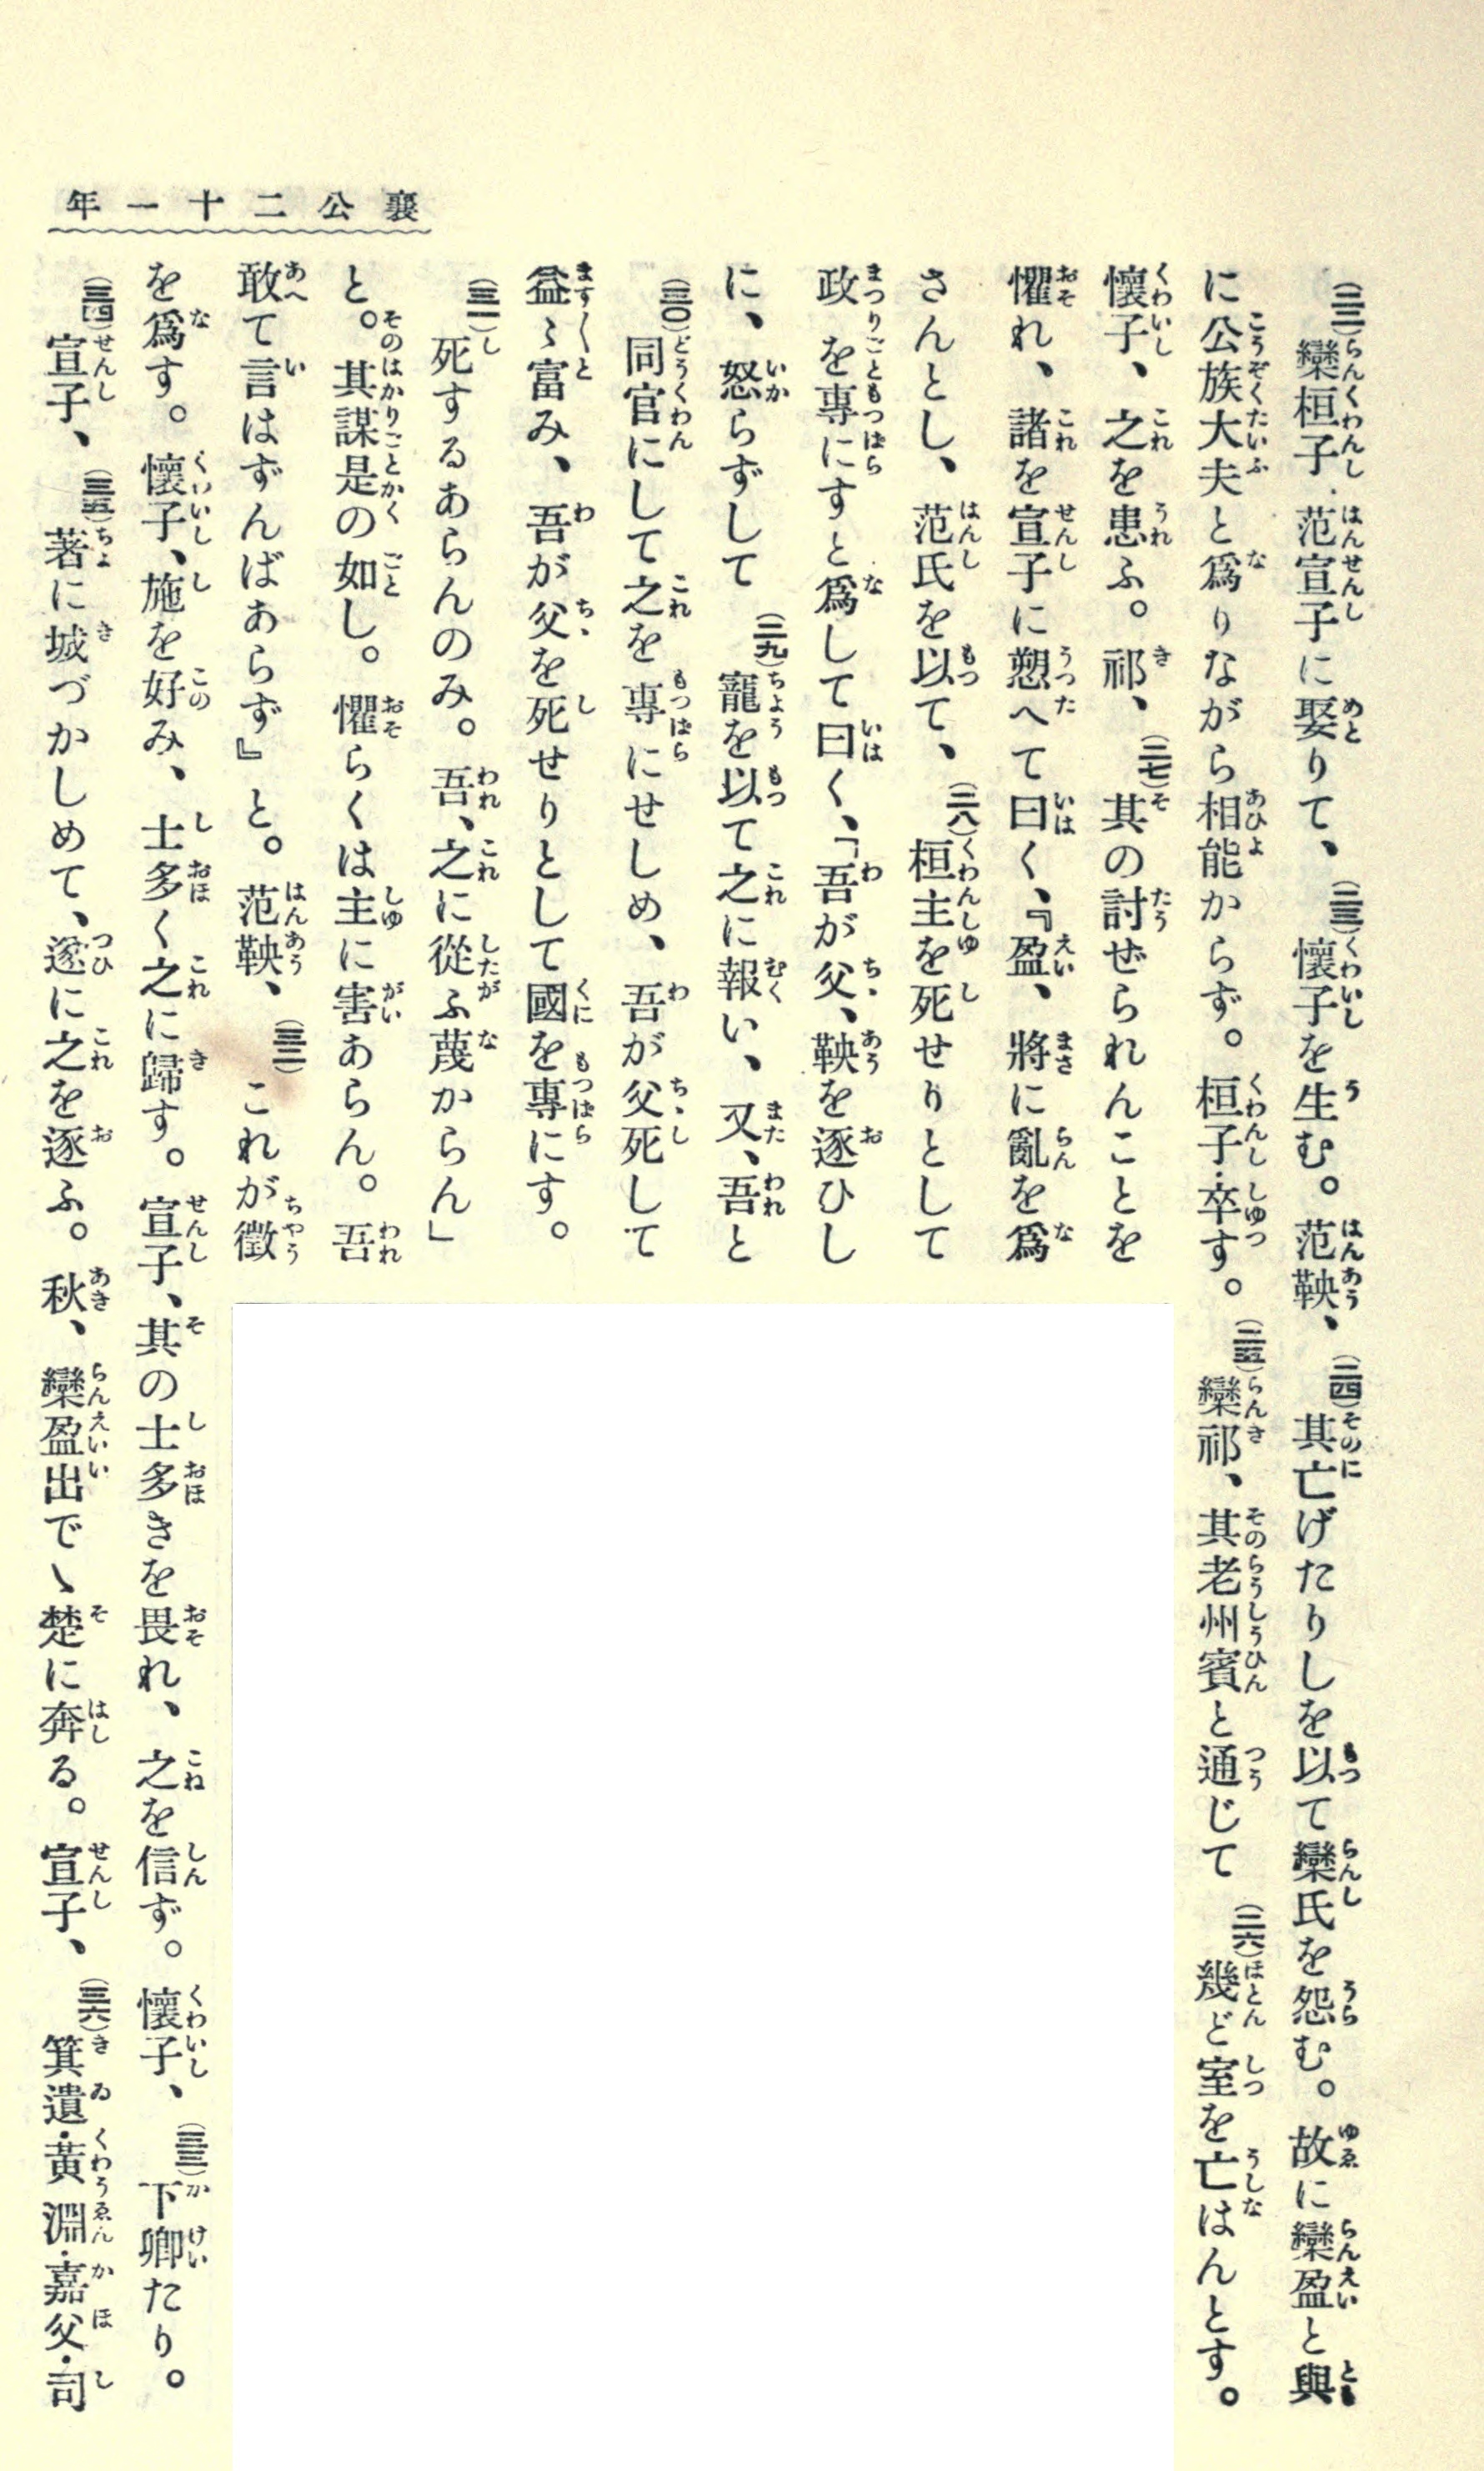 襄公二十一年
(二二)欒桓子・范宣子に娶りて、(二三)懷子を生む。范鞅、(二四)其亡げたりしを以て欒氏を怨む。故に欒盈と與
に公族大夫と爲りながら相能からず。桓子・卒す。(二五)欒祁、其老州賓と通じて(二六)幾ど室を亡はんとす。
懷子、之を患ふ。祁、(二七)其の討ぜられんことを
懼れ、諸を宣子に愬へて曰く、『盈、將に亂を爲
さんとし、范氏を以て、(二八)桓主を死せりとして
政を專にすと爲して曰く、「吾が父、鞅を逐ひし
に、怒らずして(二九)寵を以て之に報い、又、吾と
(三〇)同官にして之を專にせしめ、吾が父死して
益〻富み、吾が父を死せりとして國を專にす。
(三一)死するあらんのみ。吾、之に從ふ蔑からん」
と。其謀是の如し。懼らくは主に害あらん。吾
敢て言はずんばあらず』と。范鞅、(三二)これが徵
を爲す。懷子、施を好み、士多く之に歸す。宣子、其の士多きを畏れ、之を信ず。懷子、(三三)下卿たり。
(三四)宣子、(三五)著に城づかしめて、遂に之を逐ふ。秋、欒盈出でゝ楚に奔る。宣子、(三六)箕遺・黃淵・嘉父・司